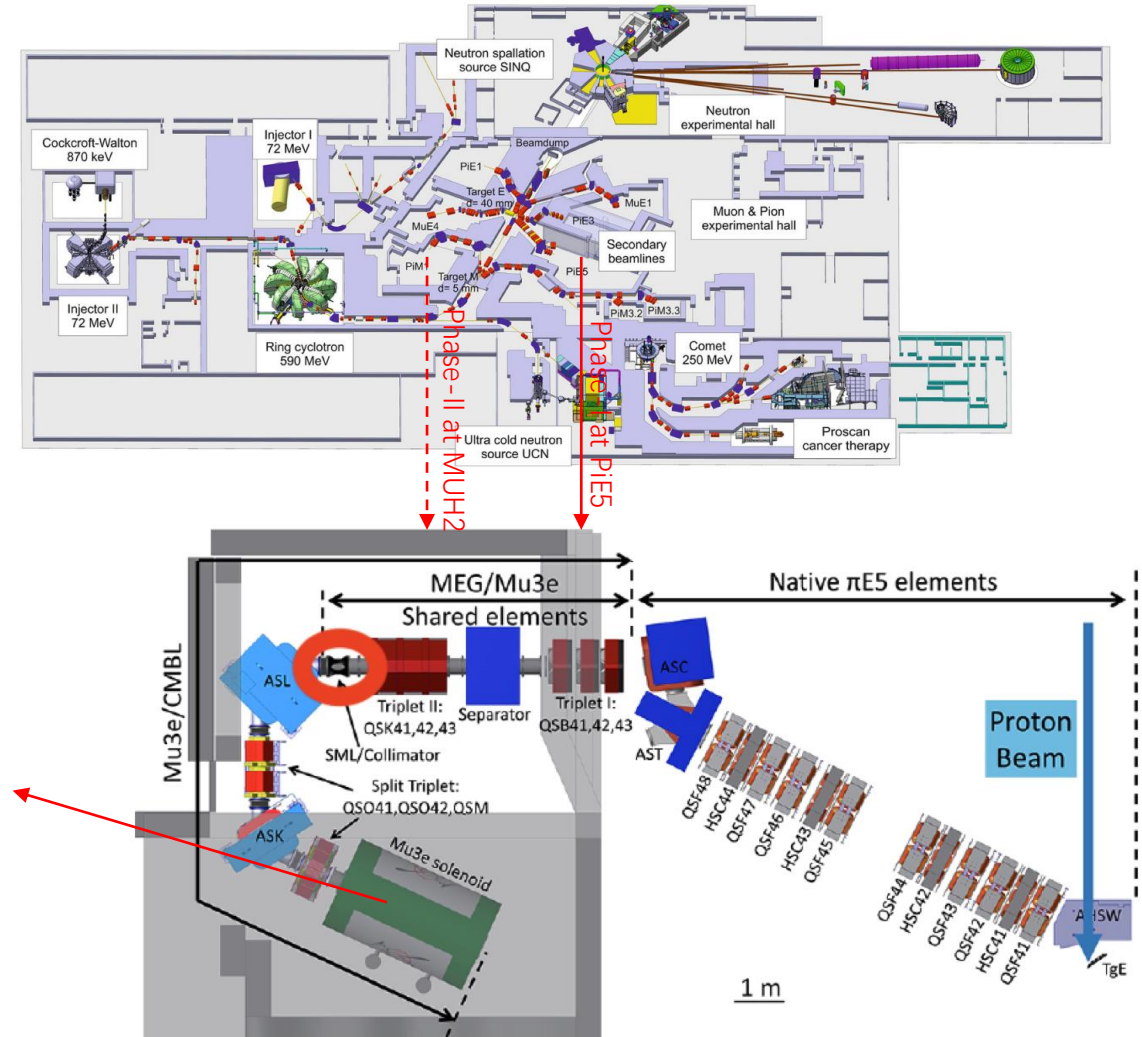 Neutron spallation
source SINQ
Neutron
experimental hall
Cockcroft-Walton
870 keV
Injector I
72 MeV
Beamdump
PiE1
Target E
d= 40 mm
MuE1
PiE3
MuE4
Muon & Pion
experimental hall
Secondary
beamlines
PiM1
Target M
d= 5 mm
PiE5
PiM3.2
PiM3.3
Injector II
72 MeV
Ring cyclotron
590 MeV
Comet
250 MeV
Ultra cold neutron
source UCN
Proscan
cancer therapy
Phase-II at MUH2
Phase-I at PiE5
MEG/Mu3e
Shared elements
Native πE5 elements
Mu3e/CMBL
ASL
Triplet II:
QSK41,42,43
Separator
Triplet I:
QSB41,42,43
SML/Collimator
ASC
AST
Proton
Beam
Split Triplet:
QSO41,QSO42,QSM
ASK
Mu3e solenoid
QSF48
HSC44
QSF47
QSF46
HSC43
QSF45
QSF44
HSC42
QSF43
QSF42
HSC41
QSF41
AHSW
TgE
1 m